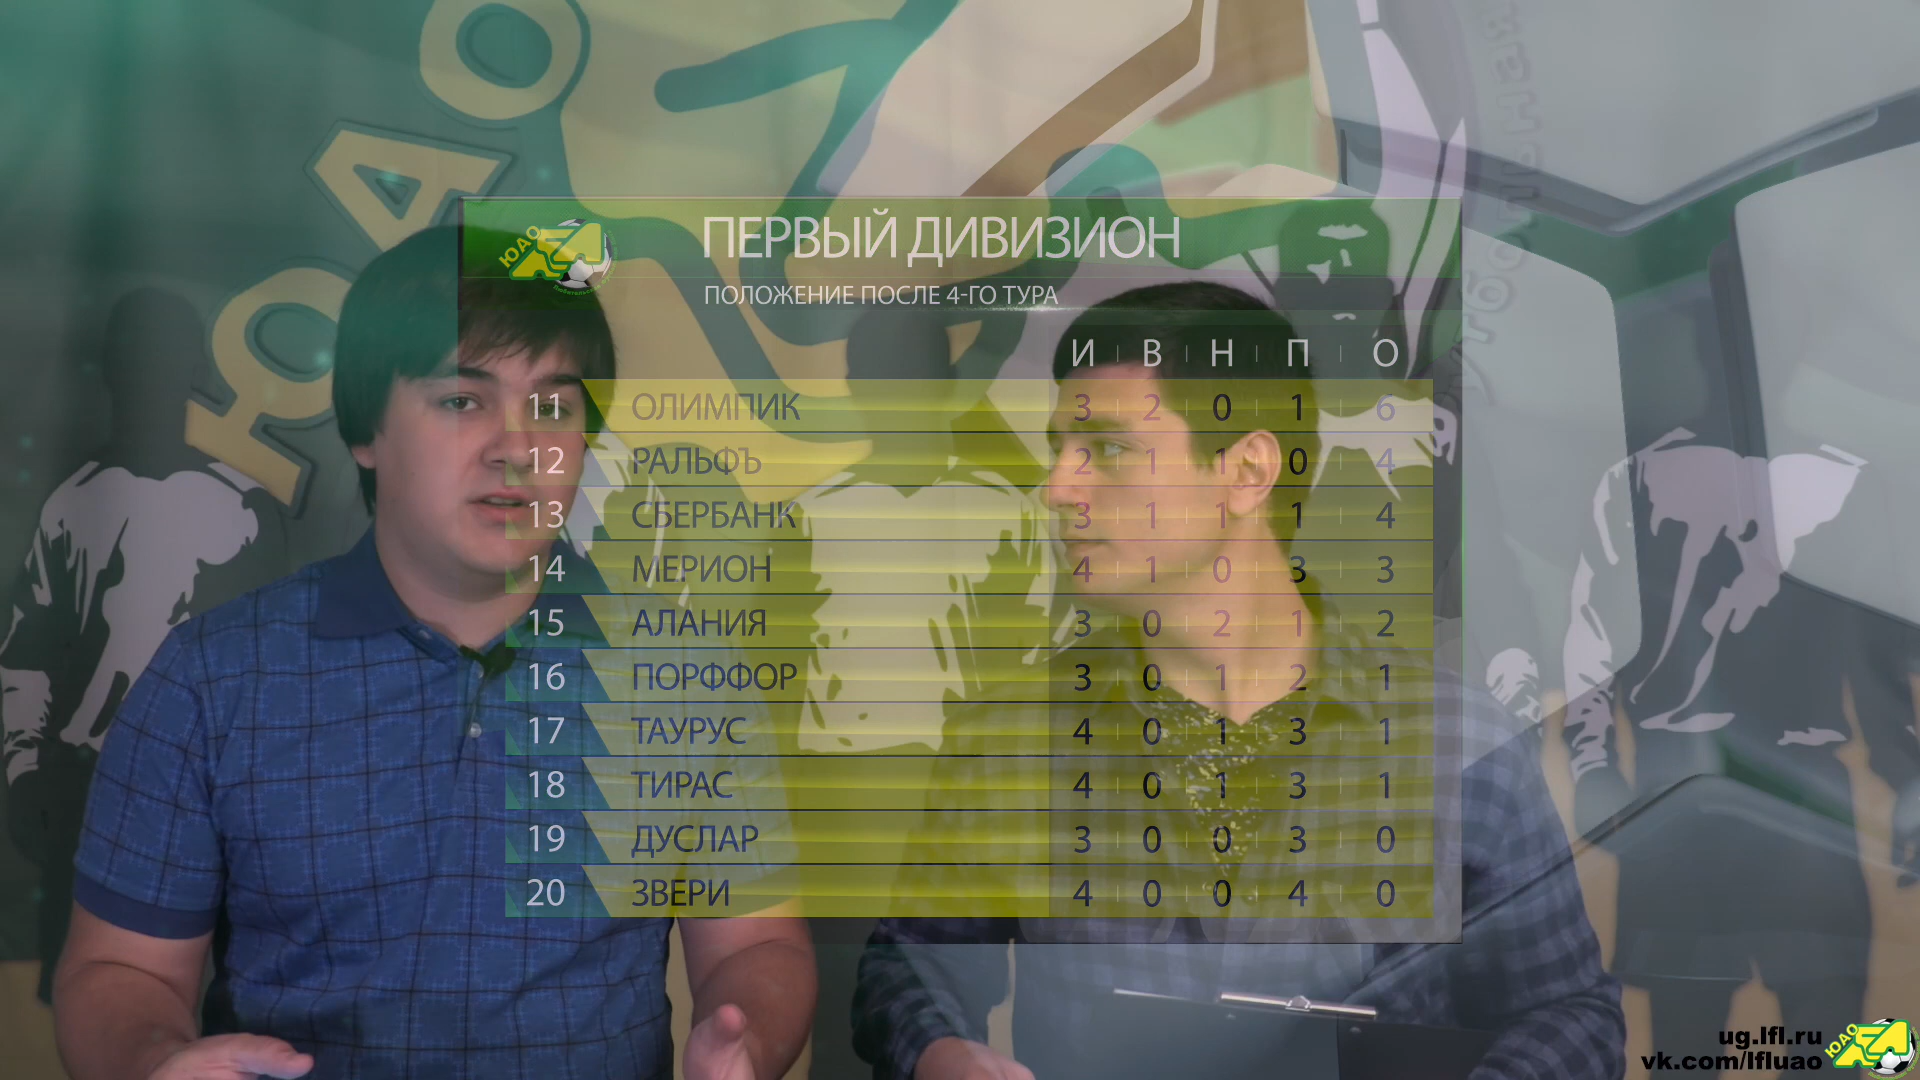 ЮАО
ПЕРВЫЙ ДИВИЗИОН
ПОЛОЖЕНИЕ ПОСЛЕ 4-ГО ТУРА
И В Н П О
11 ОЛИМПИК 3 2 0 1 6
12 РАЛЬФЪ 2 1 1 0 4
13 СБЕРБАНК 3 1 1 1 4
14 МЕРИОН 4 1 0 3 3
15 АЛАНИЯ 3 0 2 1 2
16 ПОРФФОР 3 0 1 2 1
17 ТАУРУС 4 0 1 3 1
18 ТИРАС 4 0 1 3 1
19 ДУСЛАР 3 0 0 3 0
20 ЗВЕРИ 4 0 0 4 0
ЮАО
ug.lfl.ru
vk.com/lfluao
ЮАО